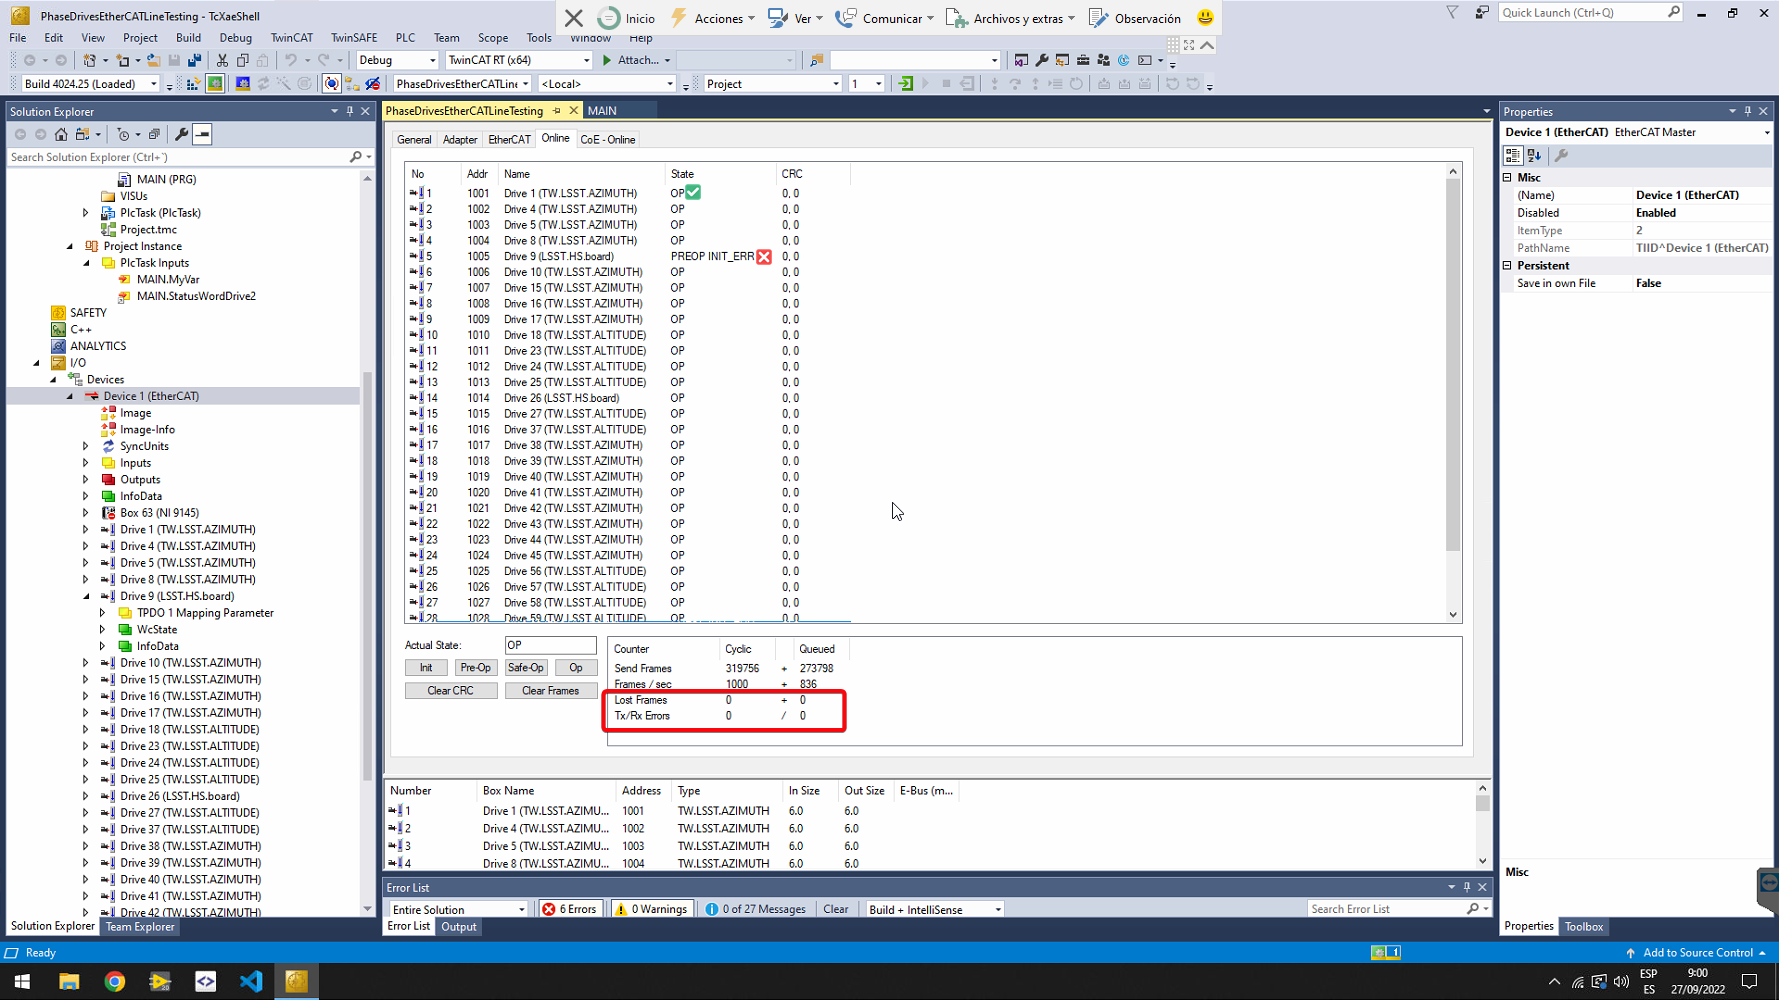 PhaseDrivesEtherCATLineTesting - TcXaeShell
Inicio
Acciones
Ver
Comunicar
Archivos y extras
Observación
Quick Launch (Ctrl+Q)
File Edit View Project Build Debug TwinCAT TwinSAFE PLC Team Scope Tools Window Help
Debug
TwinCAT RT (x64)
Attach...
Build 4024.25 (Loaded)
PhaseDrivesEtherCATLine
<Local>
Project
1
Solution Explorer
Search Solution Explorer (Ctrl+´)
MAIN (PRG)
VISUs
PlcTask (PlcTask)
Project.tmc
Project Instance
PlcTask Inputs
MAIN.MyVar
MAIN.StatusWordDrive2
SAFETY
C++
ANALYTICS
I/O
Devices
Device 1 (EtherCAT)
Image
Image-Info
SyncUnits
Inputs
Outputs
InfoData
Box 63 (NI 9145)
Drive 1 (TW.LSST.AZIMUTH)
Drive 4 (TW.LSST.AZIMUTH)
Drive 5 (TW.LSST.AZIMUTH)
Drive 8 (TW.LSST.AZIMUTH)
Drive 9 (LSST.HS.board)
TPDO 1 Mapping Parameter
WcState
InfoData
Drive 10 (TW.LSST.AZIMUTH)
Drive 15 (TW.LSST.AZIMUTH)
Drive 16 (TW.LSST.AZIMUTH)
Drive 17 (TW.LSST.AZIMUTH)
Drive 18 (TW.LSST.ALTITUDE)
Drive 23 (TW.LSST.ALTITUDE)
Drive 24 (TW.LSST.ALTITUDE)
Drive 25 (TW.LSST.ALTITUDE)
Drive 26 (LSST.HS.board)
Drive 27 (TW.LSST.ALTITUDE)
Drive 37 (TW.LSST.ALTITUDE)
Drive 38 (TW.LSST.AZIMUTH)
Drive 39 (TW.LSST.AZIMUTH)
Drive 40 (TW.LSST.AZIMUTH)
Drive 41 (TW.LSST.AZIMUTH)
Drive 42 (TW.LSST.AZIMUTH)
Solution Explorer Team Explorer
PhaseDrivesEtherCATLineTesting MAIN
General Adapter EtherCAT Online CoE - Online
No Addr Name State CRC
1 1001 Drive 1 (TW.LSST.AZIMUTH) OP 0, 0
2 1002 Drive 4 (TW.LSST.AZIMUTH) OP 0, 0
3 1003 Drive 5 (TW.LSST.AZIMUTH) OP 0, 0
4 1004 Drive 8 (TW.LSST.AZIMUTH) OP 0, 0
5 1005 Drive 9 (LSST.HS.board) PREOP INIT_ERR 0, 0
6 1006 Drive 10 (TW.LSST.AZIMUTH) OP 0, 0
7 1007 Drive 15 (TW.LSST.AZIMUTH) OP 0, 0
8 1008 Drive 16 (TW.LSST.AZIMUTH) OP 0, 0
9 1009 Drive 17 (TW.LSST.AZIMUTH) OP 0, 0
10 1010 Drive 18 (TW.LSST.ALTITUDE) OP 0, 0
11 1011 Drive 23 (TW.LSST.ALTITUDE) OP 0, 0
12 1012 Drive 24 (TW.LSST.ALTITUDE) OP 0, 0
13 1013 Drive 25 (TW.LSST.ALTITUDE) OP 0, 0
14 1014 Drive 26 (LSST.HS.board) OP 0, 0
15 1015 Drive 27 (TW.LSST.ALTITUDE) OP 0, 0
16 1016 Drive 37 (TW.LSST.ALTITUDE) OP 0, 0
17 1017 Drive 38 (TW.LSST.AZIMUTH) OP 0, 0
18 1018 Drive 39 (TW.LSST.AZIMUTH) OP 0, 0
19 1019 Drive 40 (TW.LSST.AZIMUTH) OP 0, 0
20 1020 Drive 41 (TW.LSST.AZIMUTH) OP 0, 0
21 1021 Drive 42 (TW.LSST.AZIMUTH) OP 0, 0
22 1022 Drive 43 (TW.LSST.AZIMUTH) OP 0, 0
23 1023 Drive 44 (TW.LSST.AZIMUTH) OP 0, 0
24 1024 Drive 45 (TW.LSST.AZIMUTH) OP 0, 0
25 1025 Drive 56 (TW.LSST.ALTITUDE) OP 0, 0
26 1026 Drive 57 (TW.LSST.ALTITUDE) OP 0, 0
27 1027 Drive 58 (TW.LSST.ALTITUDE) OP 0, 0
28 1028 Drive 59 (TW.LSST.ALTITUDE) OP 0, 0
Actual State: OP
Init Pre-Op Safe-Op Op
Clear CRC Clear Frames
Counter Cyclic Queued
Send Frames 319756 + 273798
Frames / sec 1000 + 836
Lost Frames 0 + 0
Tx/Rx Errors 0 / 0
Number Box Name Address Type In Size Out Size E-Bus (m...
1 Drive 1 (TW.LSST.AZIMU... 1001 TW.LSST.AZIMUTH 6.0 6.0
2 Drive 4 (TW.LSST.AZIMU... 1002 TW.LSST.AZIMUTH 6.0 6.0
3 Drive 5 (TW.LSST.AZIMU... 1003 TW.LSST.AZIMUTH 6.0 6.0
4 Drive 8 (TW.LSST.AZIMU... 1004 TW.LSST.AZIMUTH 6.0 6.0
Error List
Entire Solution 6 Errors 0 Warnings 0 of 27 Messages Clear Build + IntelliSense Search Error List
Error List Output
Properties
Device 1 (EtherCAT) EtherCAT Master
Misc
(Name) Device 1 (EtherCAT)
Disabled Enabled
ItemType 2
PathName TIID^Device 1 (EtherCAT)
Persistent
Save in own File False
Misc
Properties Toolbox
Ready
1
Add to Source Control
ESP
ES
9:00
27/09/2022